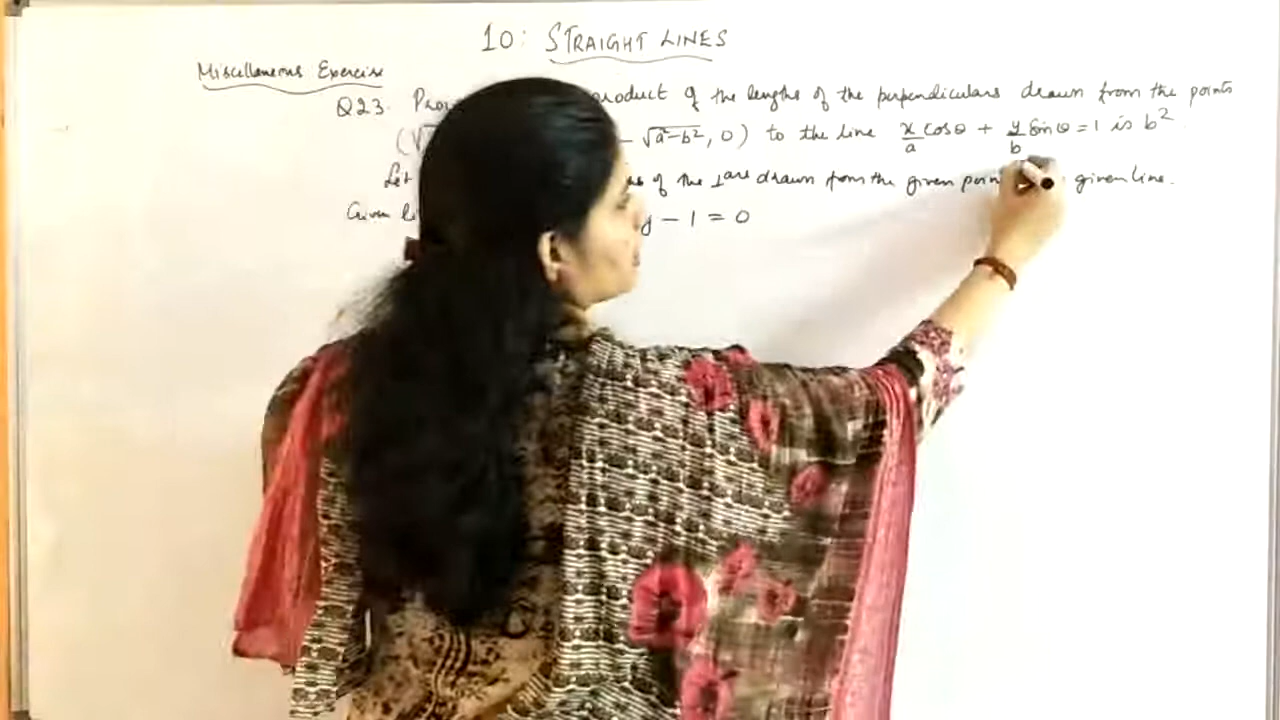 10: STRAIGHT LINES
Miscellaneous Exercise
Q23. product of the lengths of the perpendiculars drawn from the points
- √a²-b², 0) to the line x/a cosθ + y/b sinθ = 1 is b²
Let of the ⊥ars drawn from the given given line.
Given y - 1 = 0